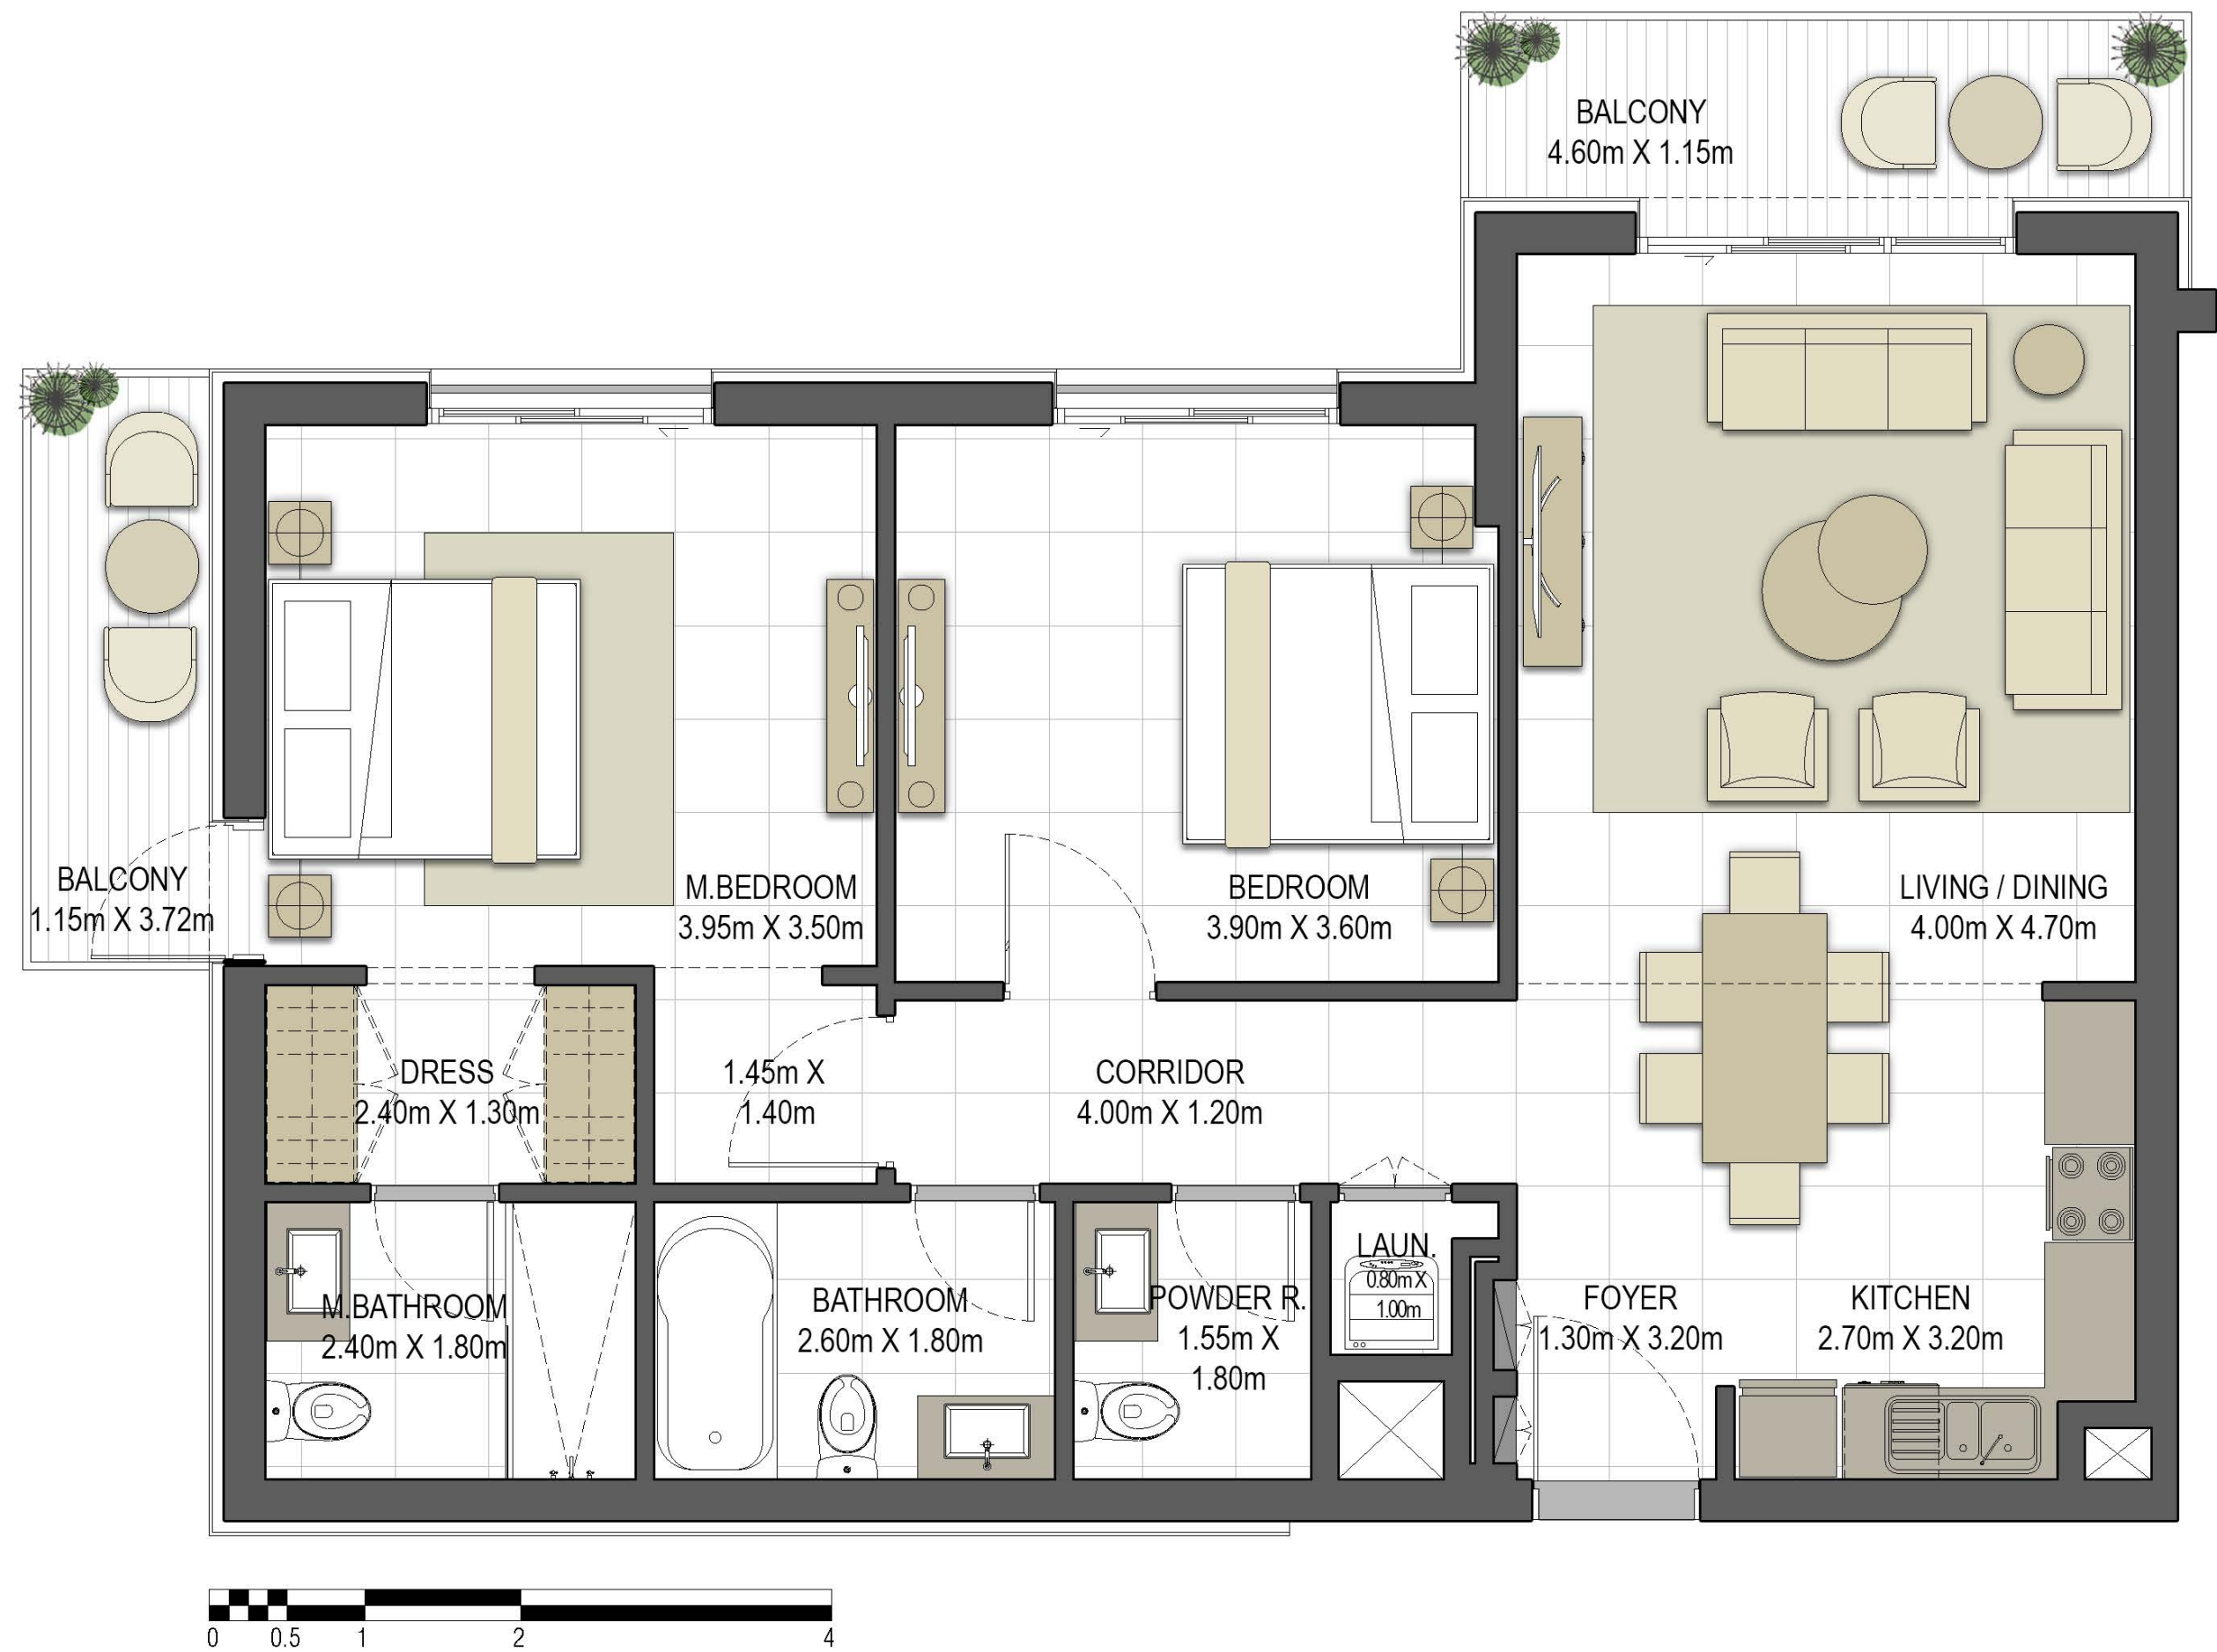 BALCONY
4.60m X 1.15m
BALCONY
1.15m X 3.72m
M.BEDROOM
3.95m X 3.50m
BEDROOM
3.90m X 3.60m
LIVING / DINING
4.00m X 4.70m
DRESS
2.40m X 1.30m
1.45m X
1.40m
CORRIDOR
4.00m X 1.20m
M.BATHROOM
2.40m X 1.80m
BATHROOM
2.60m X 1.80m
POWDER R.
1.55m X
1.80m
LAUN.
0.80m X
1.00m
FOYER
1.30m X 3.20m
KITCHEN
2.70m X 3.20m
0 0.5 1 2 4